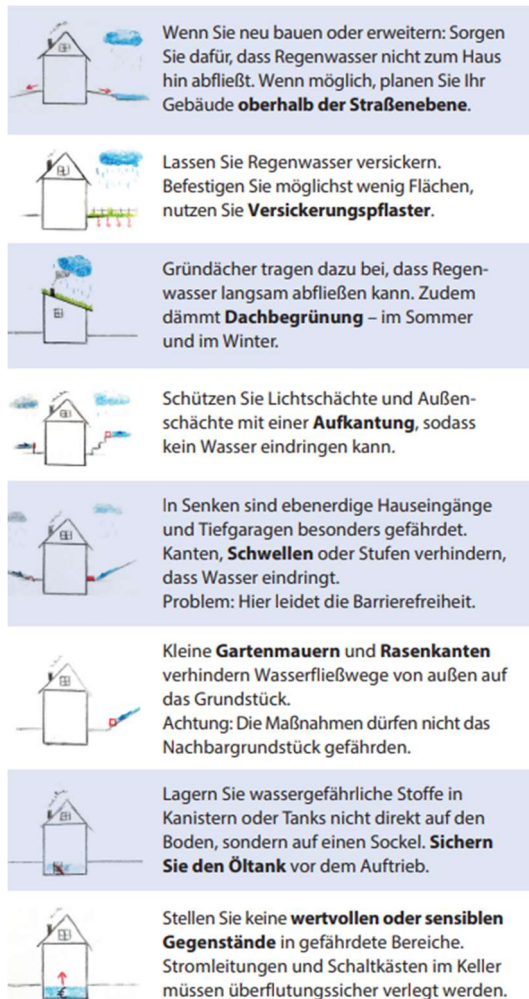 Wenn Sie neu bauen oder erweitern: Sorgen
Sie dafür, dass Regenwasser nicht zum Haus
hin abfließt. Wenn möglich, planen Sie Ihr
Gebäude oberhalb der Straßenebene.
Lassen Sie Regenwasser versickern.
Befestigen Sie möglichst wenig Flächen,
nutzen Sie Versickerungspflaster.
Gründächer tragen dazu bei, dass Regen-
wasser langsam abfließen kann. Zudem
dämmt Dachbegrünung – im Sommer
und im Winter.
Schützen Sie Lichtschächte und Außen-
schächte mit einer Aufkantung, sodass
kein Wasser eindringen kann.
In Senken sind ebenerdige Hauseingänge
und Tiefgaragen besonders gefährdet.
Kanten, Schwellen oder Stufen verhindern,
dass Wasser eindringt.
Problem: Hier leidet die Barrierefreiheit.
Kleine Gartenmauern und Rasenkanten
verhindern Wasserfließwege von außen auf
das Grundstück.
Achtung: Die Maßnahmen dürfen nicht das
Nachbargrundstück gefährden.
Lagern Sie wassergefährliche Stoffe in
Kanistern oder Tanks nicht direkt auf den
Boden, sondern auf einen Sockel. Sichern
Sie den Öltank vor dem Auftrieb.
Stellen Sie keine wertvollen oder sensiblen
Gegenstände in gefährdete Bereiche.
Stromleitungen und Schaltkästen im Keller
müssen überflutungssicher verlegt werden.
€